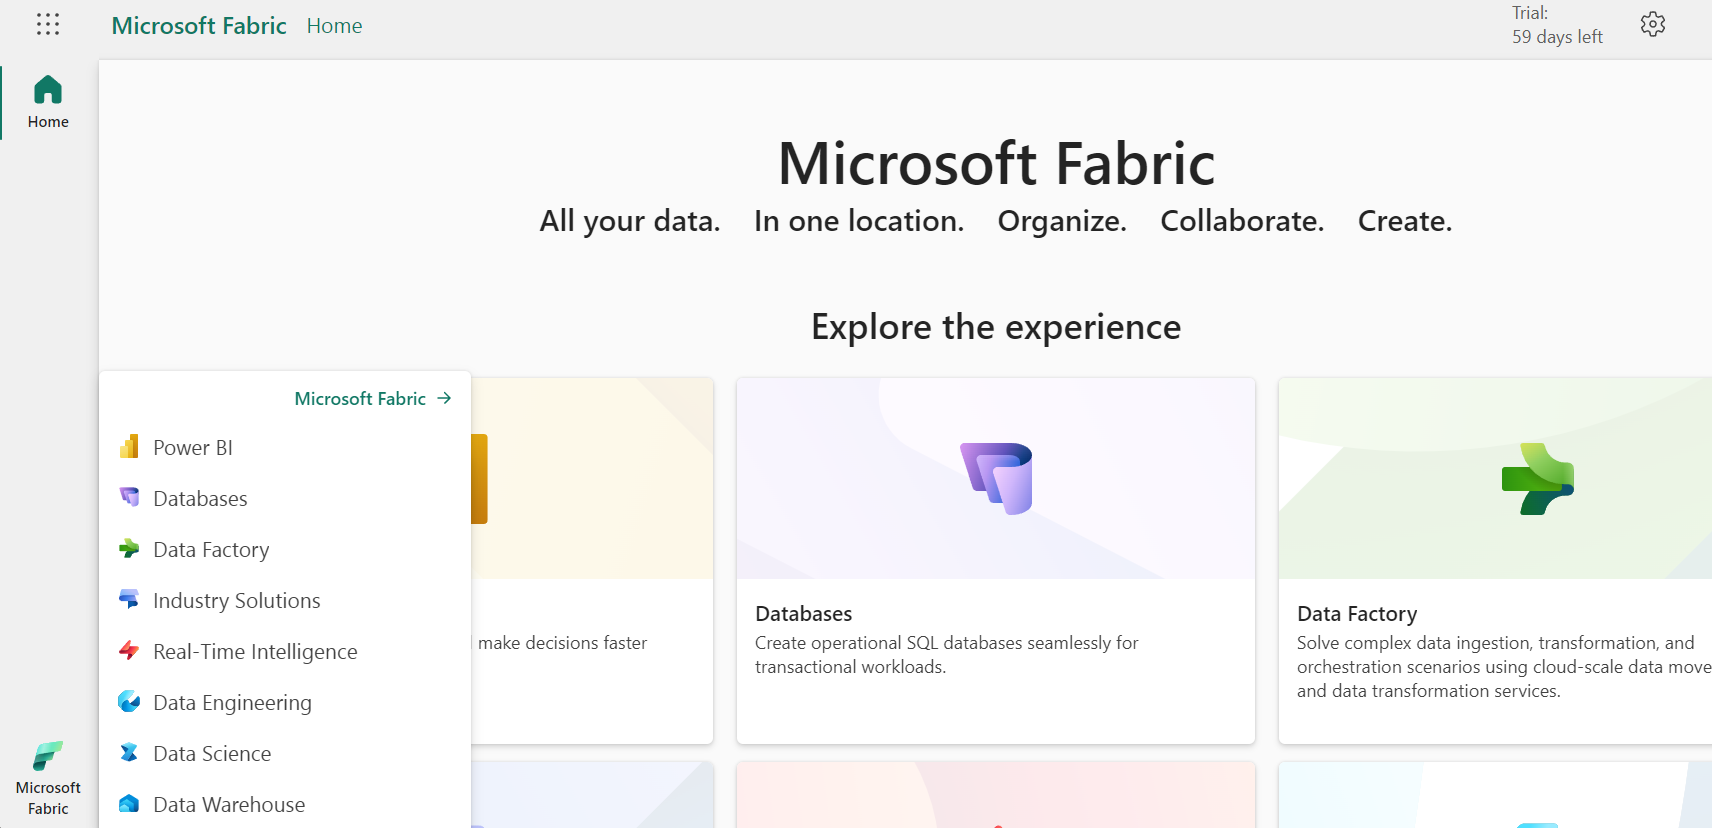 Microsoft Fabric Home
Trial:
59 days left
Home
Microsoft Fabric
All your data. In one location. Organize. Collaborate. Create.
Explore the experience
Microsoft Fabric
Power BI
Databases
Data Factory
Industry Solutions
Real-Time Intelligence
Data Engineering
Data Science
Data Warehouse
make decisions faster
Databases
Create operational SQL databases seamlessly for
transactional workloads.
Data Factory
Solve complex data ingestion, transformation, and
orchestration scenarios using cloud-scale data move
and data transformation services.
Microsoft
Fabric